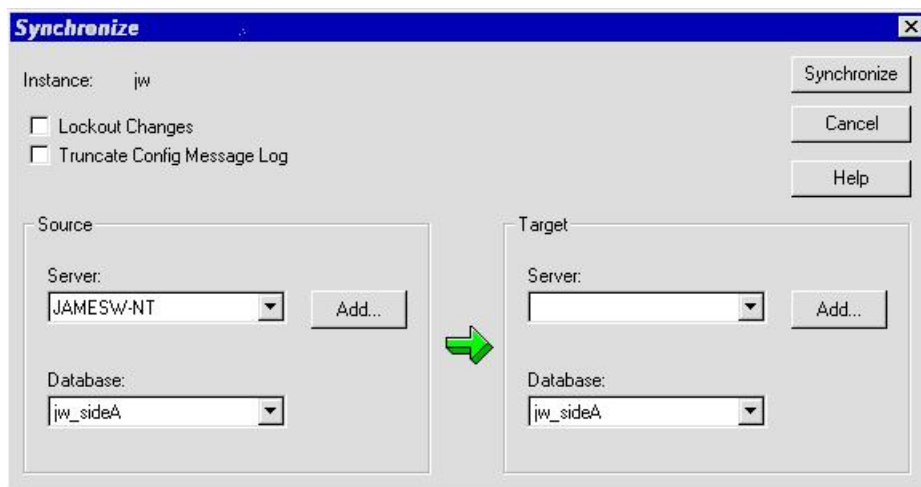 Synchronize
Instance: jw
Synchronize
Lockout Changes
Cancel
Truncate Config Message Log
Help
Source
Server:
JAMESW-NT
Add...
Database:
jw_sideA
Target
Server:
Add...
Database:
jw_sideA